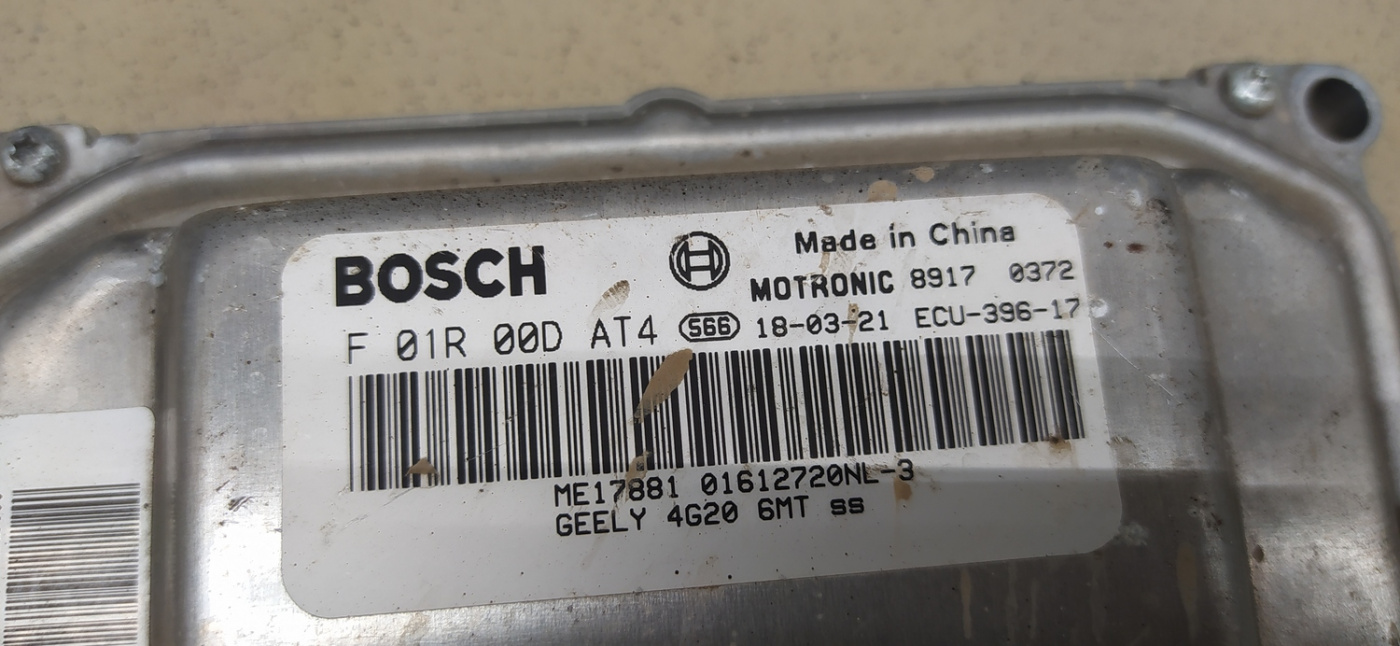 BOSCH
Made in China
MOTRONIC 8917 0372
F 01R 00D AT4 S66 18-03-21 ECU-396-17
ME17881 01612720NL-3
GEELY 4G20 6MT ss